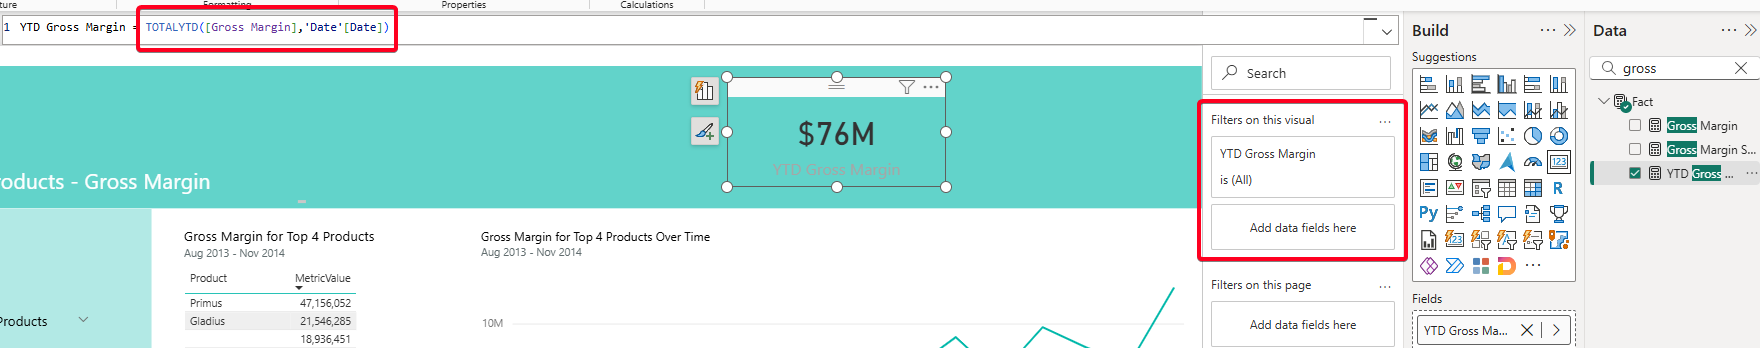 ture
Formatting
Properties
Calculations
1 YTD Gross Margin = TOTALYTD([Gross Margin],'Date'[Date])
$76M
YTD Gross Margin
roducts - Gross Margin
Gross Margin for Top 4 Products
Aug 2013 - Nov 2014
Product MetricValue
Primus 47,156,052
Gladius 21,546,285
18,936,451
Products
Gross Margin for Top 4 Products Over Time
Aug 2013 - Nov 2014
10M
Search
Filters on this visual ...
YTD Gross Margin
is (All)
Add data fields here
Filters on this page ...
Add data fields here
Build ...
Suggestions
123
R
Py
123
...
Fields
YTD Gross Ma...
Data ...
gross
Fact
Gross Margin
Gross Margin S...
YTD Gross ... ...